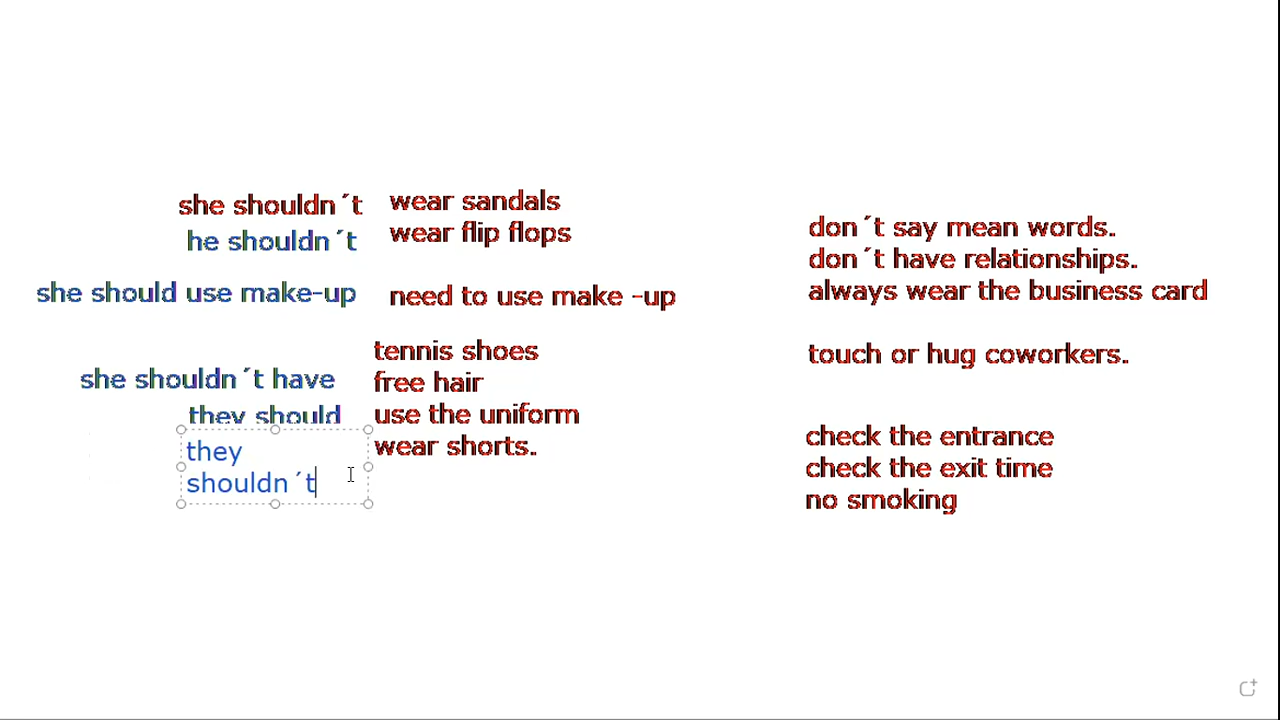 she shouldn´t wear sandals
he shouldn´t wear flip flops
she should use make-up need to use make -up
tennis shoes
she shouldn´t have free hair
they should use the uniform
they
shouldn´t
wear shorts.
don´t say mean words.
don´t have relationships.
always wear the business card
touch or hug coworkers.
check the entrance
check the exit time
no smoking